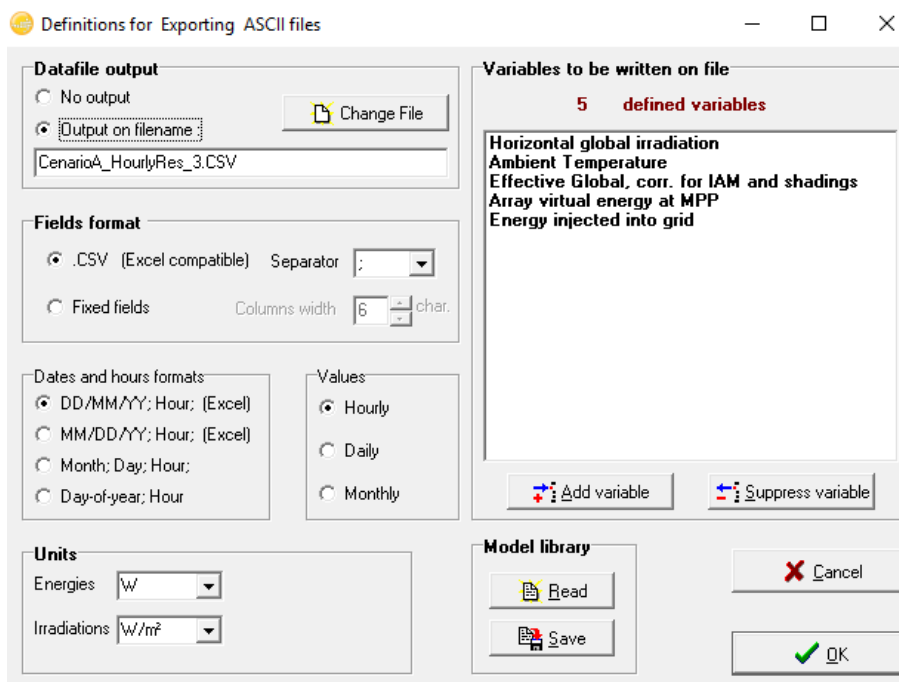 Definitions for Exporting ASCII files
Datafile output
No output
Output on filename :
Change File
CenarioA_HourlyRes_3.CSV
Fields format
.CSV (Excel compatible) Separator ;
Fixed fields Columns width 6 char.
Dates and hours formats
DD/MM/YY; Hour; (Excel)
MM/DD/YY; Hour; (Excel)
Month; Day; Hour;
Day-of-year; Hour
Values
Hourly
Daily
Monthly
Units
Energies W
Irradiations W/m²
Variables to be written on file
5 defined variables
Horizontal global irradiation
Ambient Temperature
Effective Global, corr. for IAM and shadings
Array virtual energy at MPP
Energy injected into grid
Add variable
Suppress variable
Model library
Read
Save
Cancel
OK